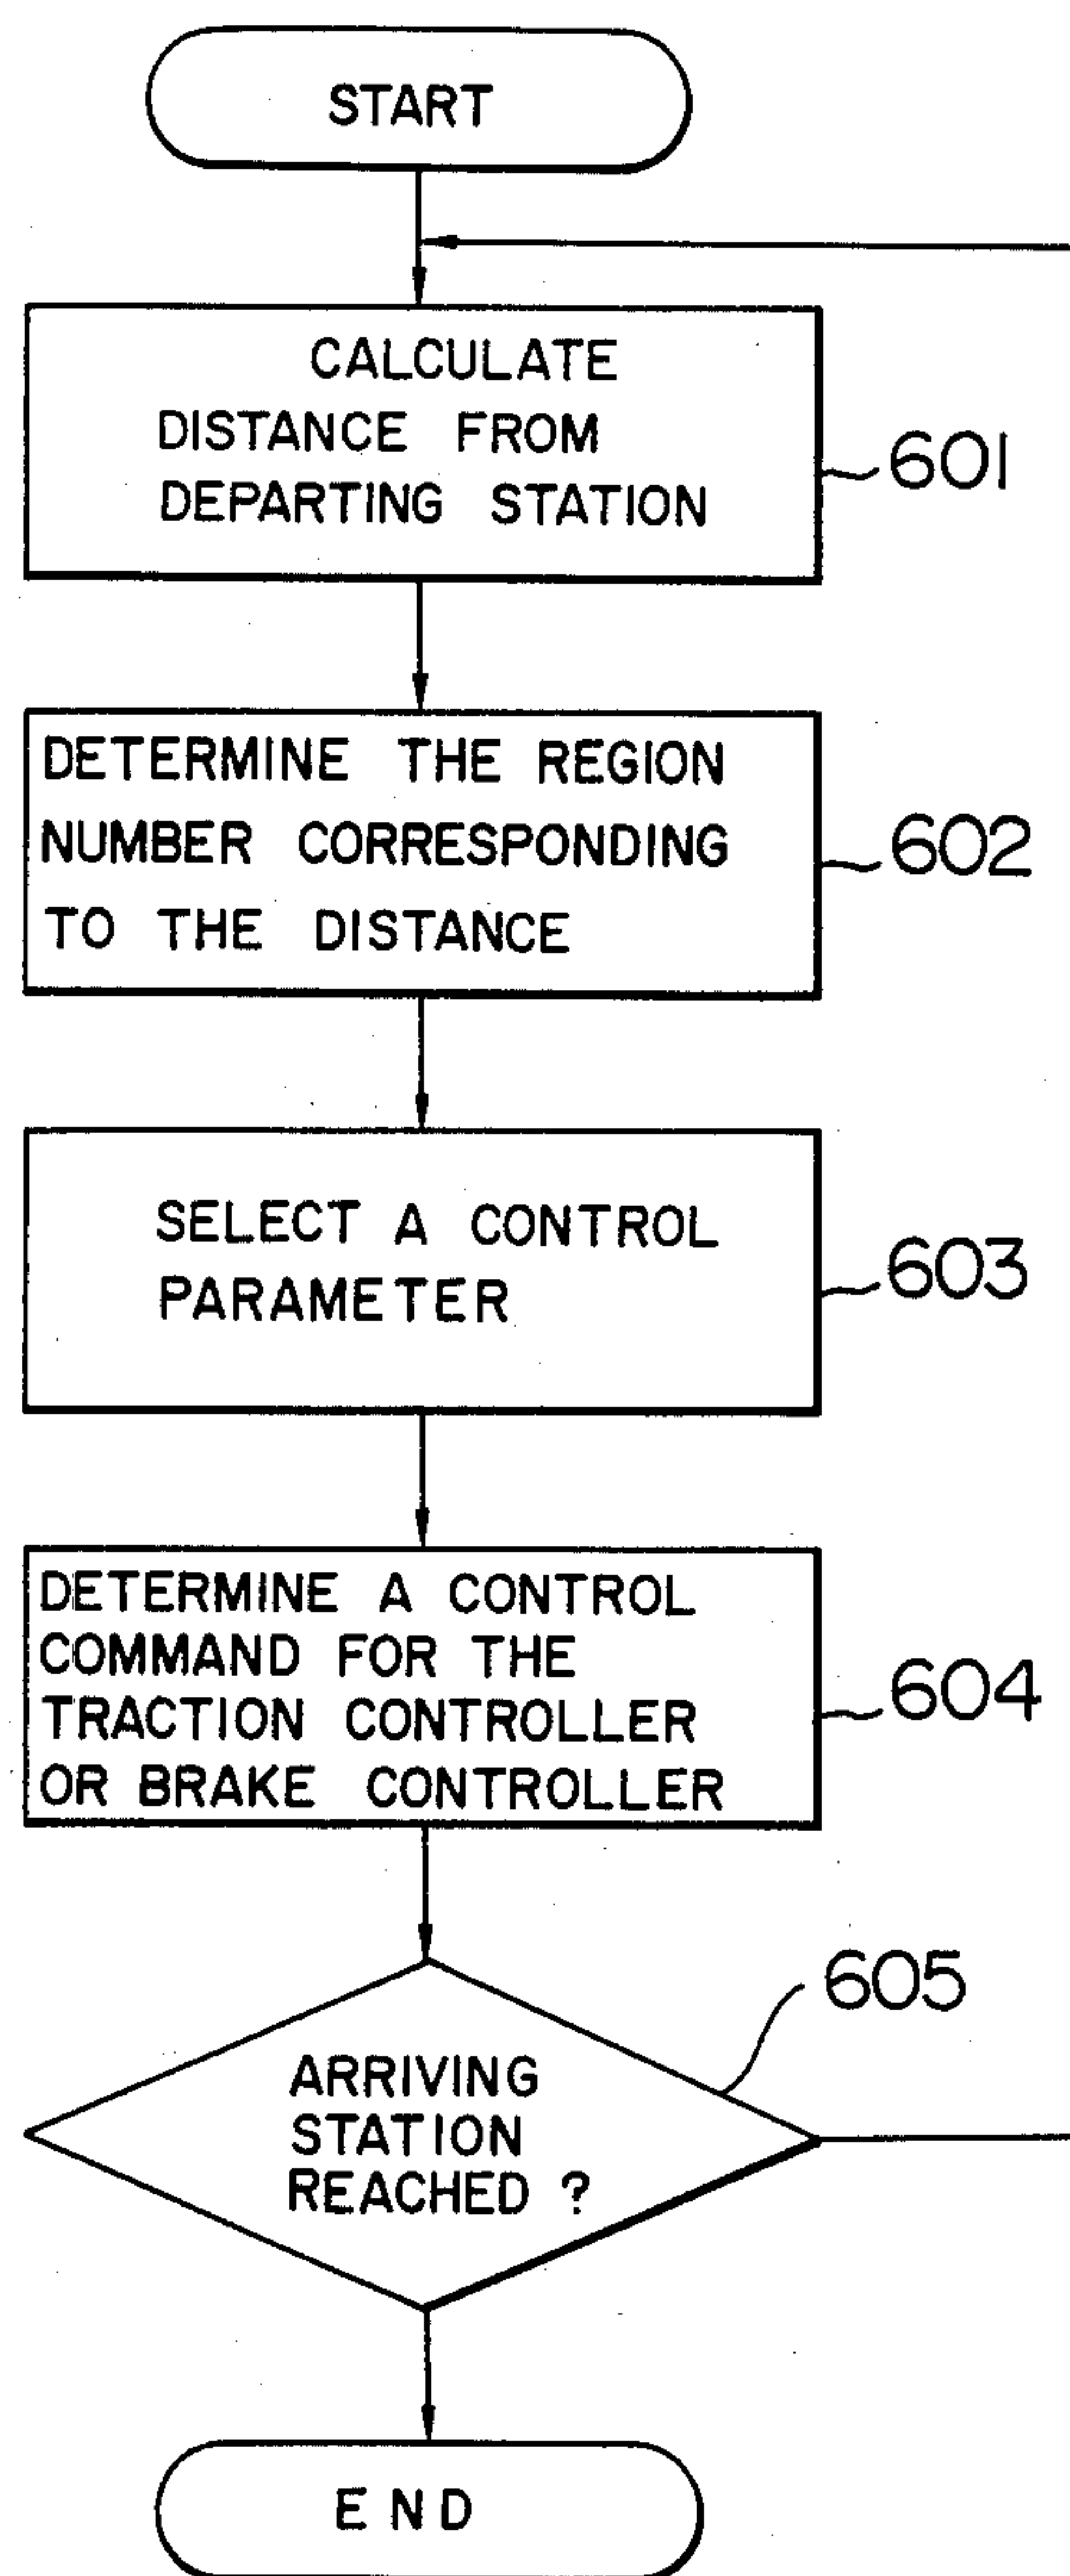 START
CALCULATE
DISTANCE FROM
DEPARTING STATION
601
DETERMINE THE REGION
NUMBER CORRESPONDING
TO THE DISTANCE
602
SELECT A CONTROL
PARAMETER
603
DETERMINE A CONTROL
COMMAND FOR THE
TRACTION CONTROLLER
OR BRAKE CONTROLLER
604
605
ARRIVING
STATION
REACHED ?
END